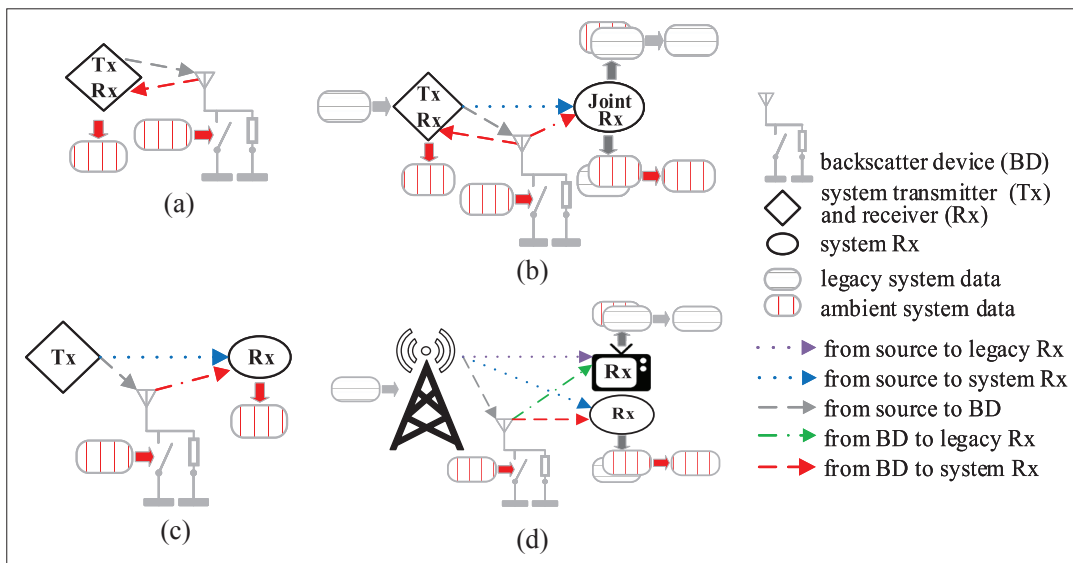 Tx
Rx
(a)
Tx
Rx
Joint
Rx
(b)
Tx
Rx
(c)
Rx
Rx
(d)
backscatter device (BD)
system transmitter (Tx)
and receiver (Rx)
system Rx
legacy system data
ambient system data
from source to legacy Rx
from source to system Rx
from source to BD
from BD to legacy Rx
from BD to system Rx